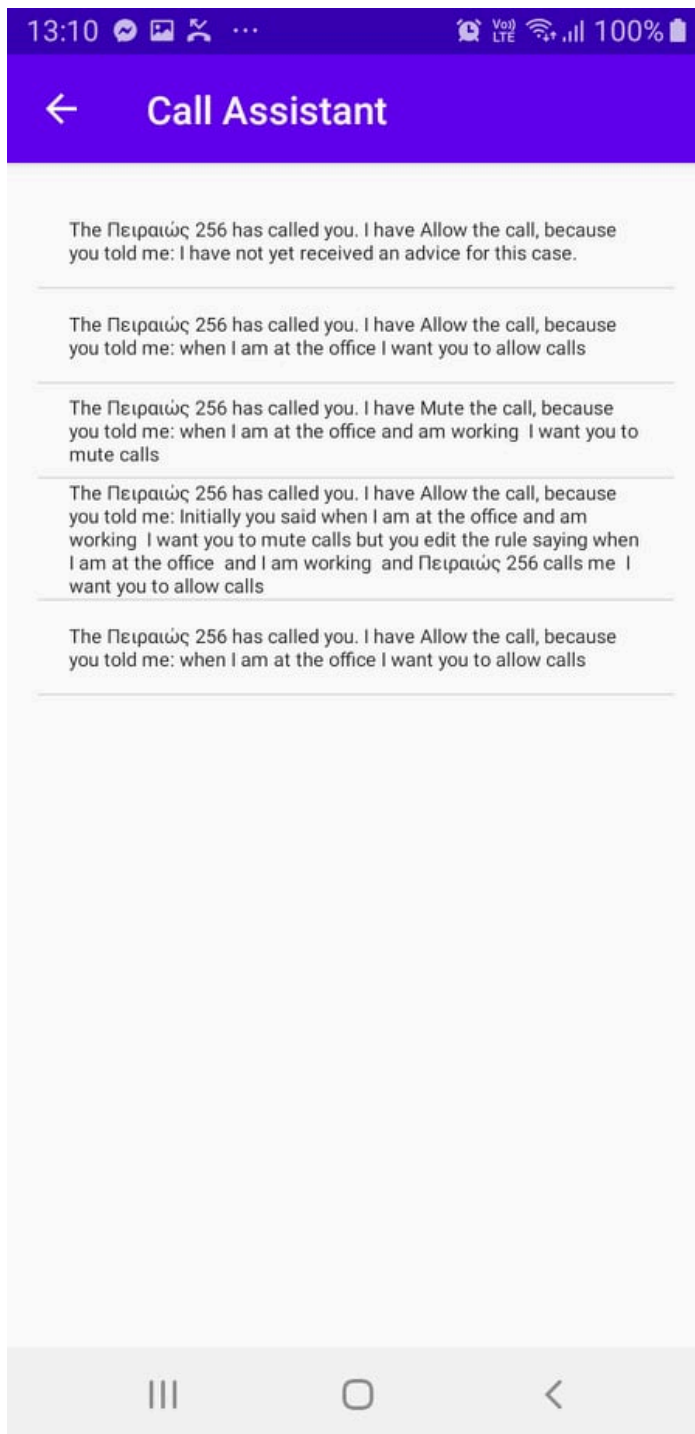 13:10 ... Vo)) LTE 100%
Call Assistant
The Πειραιώς 256 has called you. I have Allow the call, because
you told me: I have not yet received an advice for this case.
The Πειραιώς 256 has called you. I have Allow the call, because
you told me: when I am at the office I want you to allow calls
The Πειραιώς 256 has called you. I have Mute the call, because
you told me: when I am at the office and am working  I want you to
mute calls
The Πειραιώς 256 has called you. I have Allow the call, because
you told me: Initially you said when I am at the office and am
working  I want you to mute calls but you edit the rule saying when
I am at the office  and I am working  and Πειραιώς 256 calls me  I
want you to allow calls
The Πειραιώς 256 has called you. I have Allow the call, because
you told me: when I am at the office I want you to allow calls